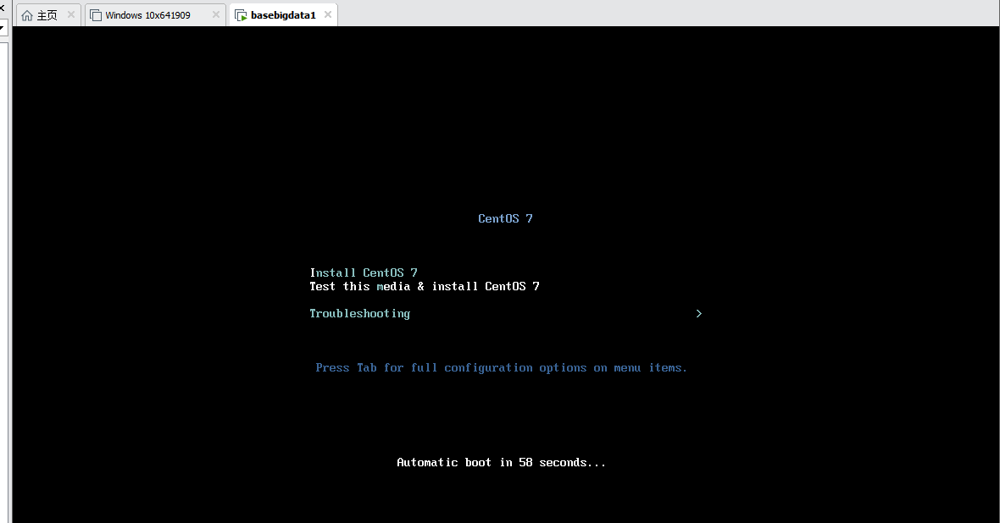 主页
Windows 10x641909
basebigdata1
CentOS 7
Install CentOS 7
Test this media & install CentOS 7
Troubleshooting >
Press Tab for full configuration options on menu items.
Automatic boot in 58 seconds...